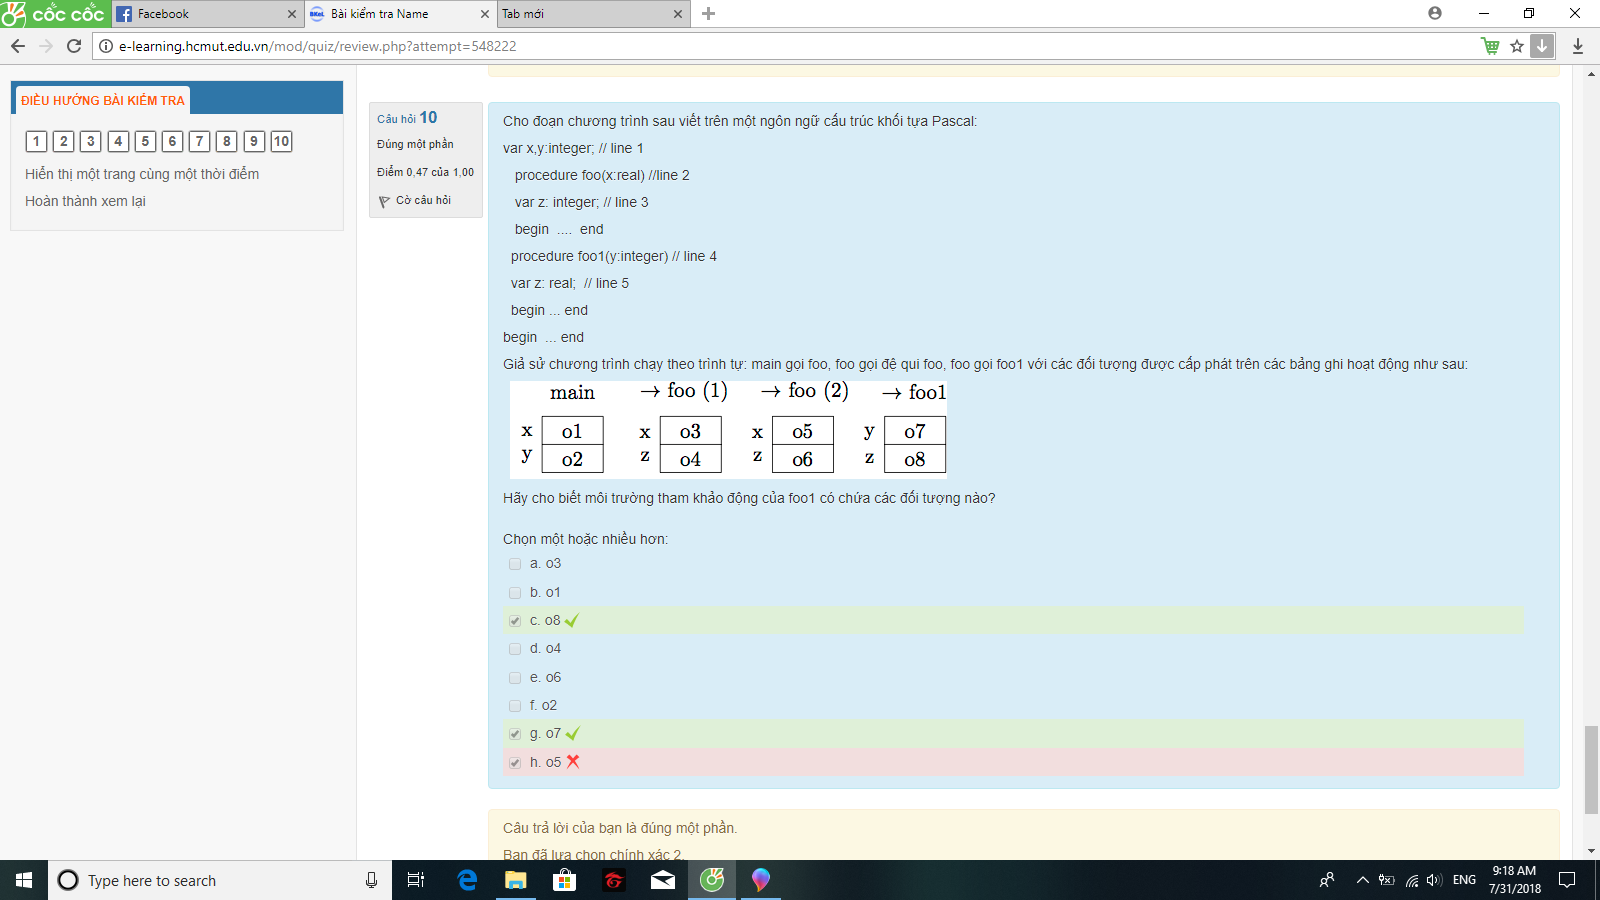 cốc cốc
Facebook
Bài kiểm tra Name
Tab mới
e-learning.hcmut.edu.vn/mod/quiz/review.php?attempt=548222
ĐIỀU HƯỚNG BÀI KIỂM TRA
1 2 3 4 5 6 7 8 9 10
Hiển thị một trang cùng một thời điểm
Hoàn thành xem lại
Câu hỏi 10
Đúng một phần
Điểm 0,47 của 1,00
Cờ câu hỏi
Cho đoạn chương trình sau viết trên một ngôn ngữ cấu trúc khối tựa Pascal:
var x,y:integer; // line 1
procedure foo(x:real) //line 2
var z: integer; // line 3
begin .... end
procedure foo1(y:integer) // line 4
var z: real; // line 5
begin ... end
begin ... end
Giả sử chương trình chạy theo trình tự: main gọi foo, foo gọi đệ qui foo, foo gọi foo1 với các đối tượng được cấp phát trên các bảng ghi hoạt động như sau:
main → foo (1) → foo (2) → foo1
x o1 x o3 x o5 y o7
y o2 z o4 z o6 z o8
Hãy cho biết môi trường tham khảo động của foo1 có chứa các đối tượng nào?
Chọn một hoặc nhiều hơn:
a. o3
b. o1
c. o8
d. o4
e. o6
f. o2
g. o7
h. o5
Câu trả lời của bạn là đúng một phần.
Bạn đã lựa chọn chính xác 2.
Type here to search
ENG
9:18 AM
7/31/2018